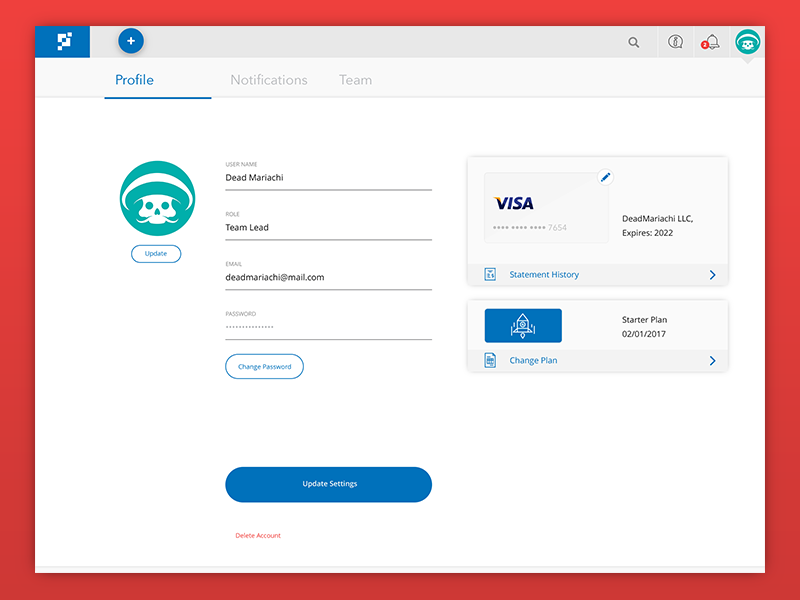 2
Profile
Notifications
Team
USER NAME
Dead Mariachi
ROLE
Team Lead
EMAIL
deadmariachi@mail.com
PASSWORD
•••••••••••••••
Update
Change Password
Update Settings
Delete Account
VISA
•••• •••• •••• 7654
DeadMariachi LLC,
Expires: 2022
Statement History
Starter Plan
02/01/2017
Change Plan